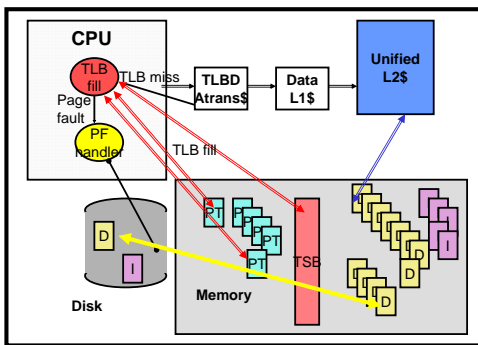 CPU
TLB
fill
TLB miss
Page
fault
PF
handler
TLBD
Atrans$
Data
L1$
Unified
L2$
TLB fill
PT
PT
PT
TSB
D
D
I
D
D
I
Disk
Memory